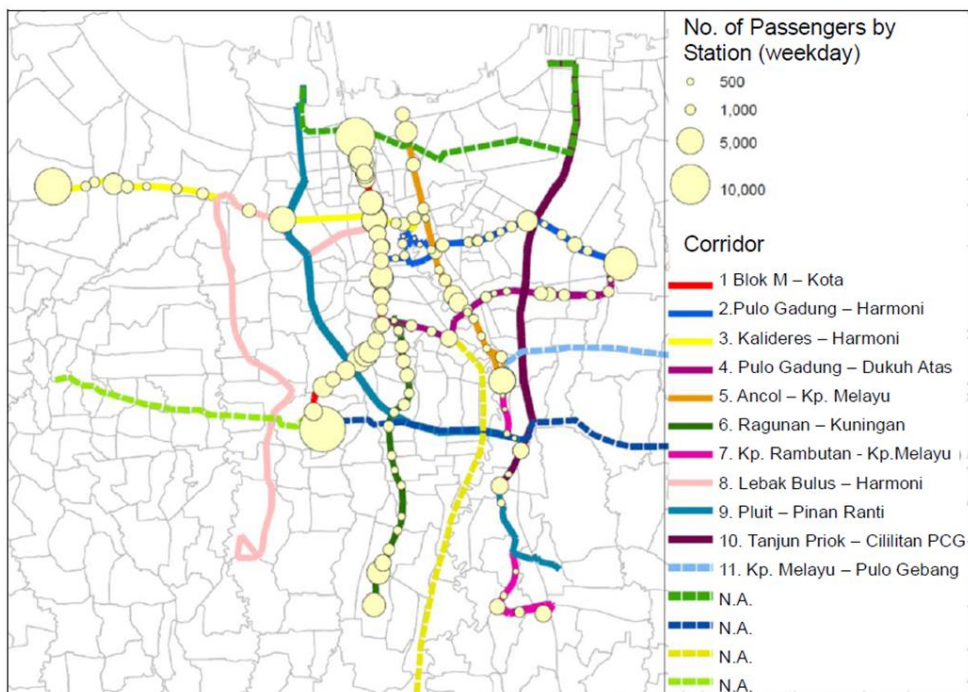 No. of Passengers by
Station (weekday)
500
1,000
5,000
10,000
Corridor
1 Blok M – Kota
2.Pulo Gadung – Harmoni
3. Kalideres – Harmoni
4. Pulo Gadung – Dukuh Atas
5. Ancol – Kp. Melayu
6. Ragunan – Kuningan
7. Kp. Rambutan - Kp.Melayu
8. Lebak Bulus – Harmoni
9. Pluit – Pinan Ranti
10. Tanjun Priok – Cililitan PCG
11. Kp. Melayu – Pulo Gebang
N.A.
N.A.
N.A.
N.A.